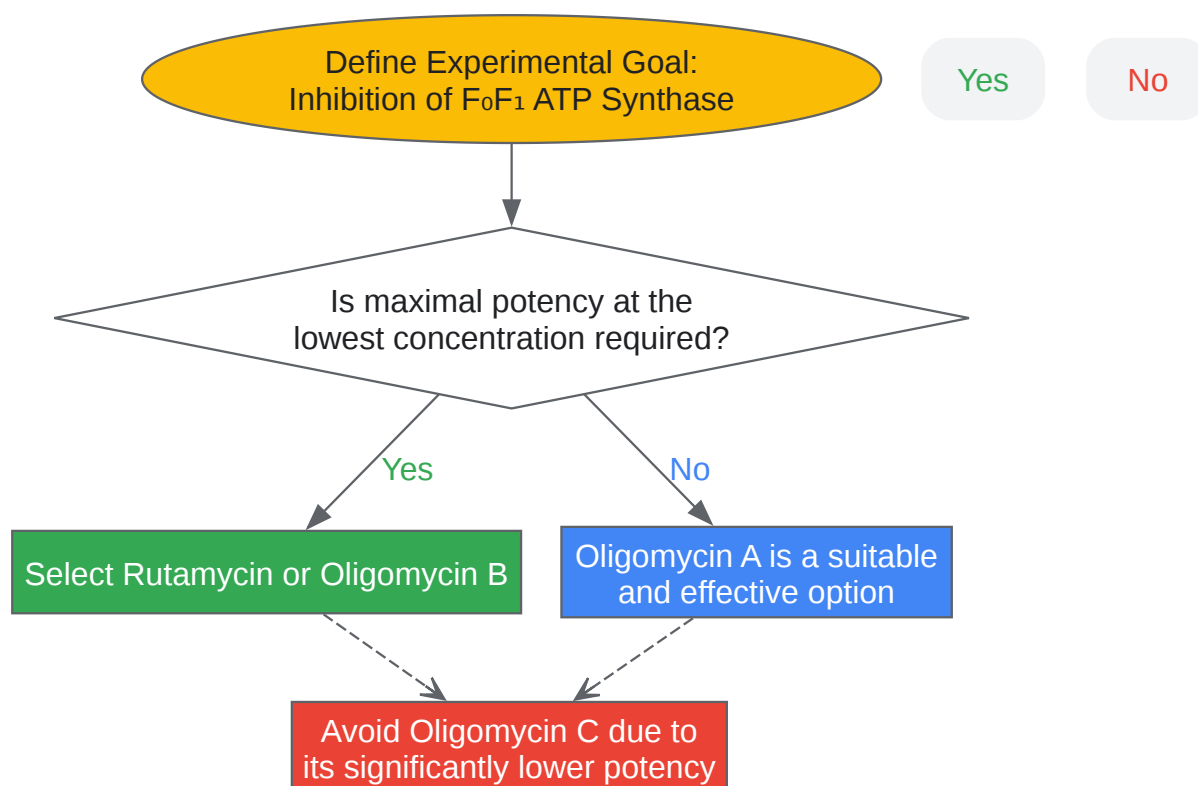 Define Experimental Goal:
Inhibition of F₀F₁ ATP Synthase
Yes
No
Is maximal potency at the
lowest concentration required?
Yes
No
Select Rutamycin or Oligomycin B
Oligomycin A is a suitable
and effective option
Avoid Oligomycin C due to
its significantly lower potency